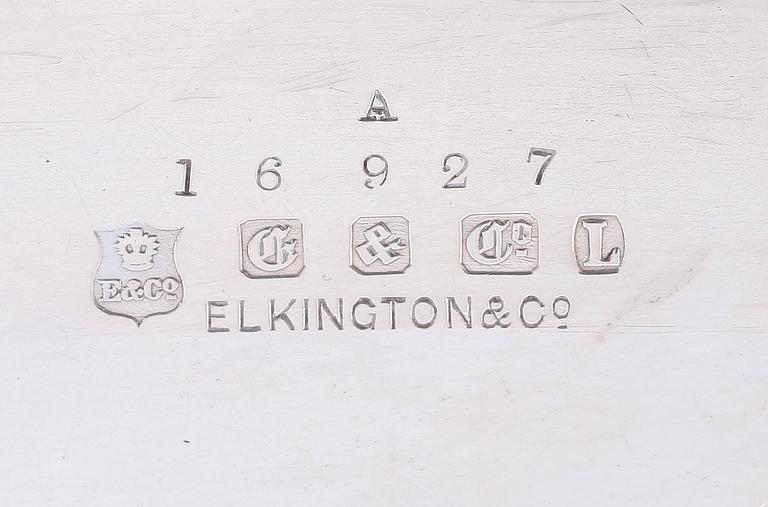 A
1 6 9 2 7
E & Co L
E&Co
ELKINGTON&Co